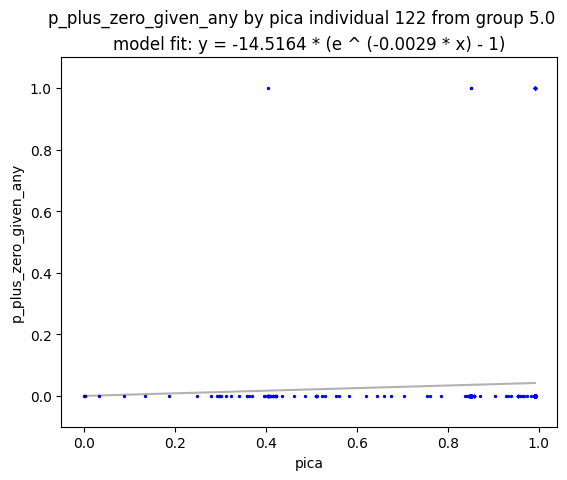 p_plus_zero_given_any by pica individual 122 from group 5.0
model fit: y = -14.5164 * (e ^ (-0.0029 * x) - 1)
p_plus_zero_given_any
1.0
0.8
0.6
0.4
0.2
0.0
0.0 0.2 0.4 0.6 0.8 1.0
pica